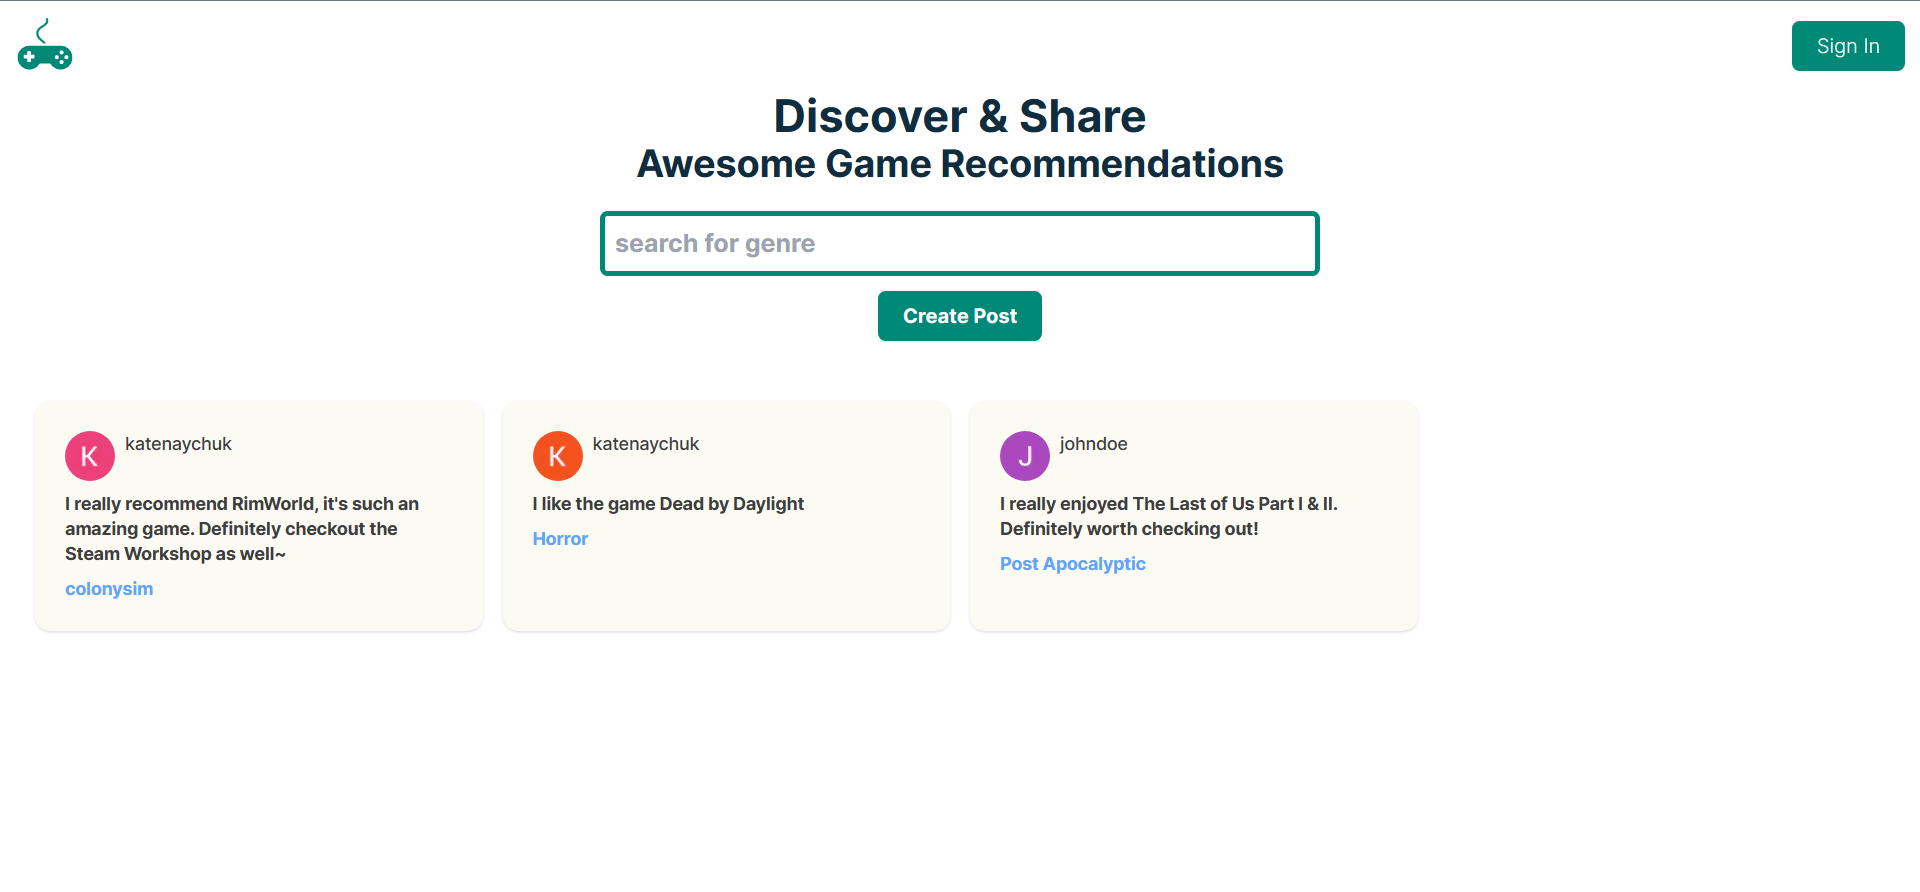 Sign In
Discover & Share
Awesome Game Recommendations
search for genre
Create Post
K
katenaychuk
I really recommend RimWorld, it's such an
amazing game. Definitely checkout the
Steam Workshop as well~
colonysim
K
katenaychuk
I like the game Dead by Daylight
Horror
J
johndoe
I really enjoyed The Last of Us Part I & II.
Definitely worth checking out!
Post Apocalyptic